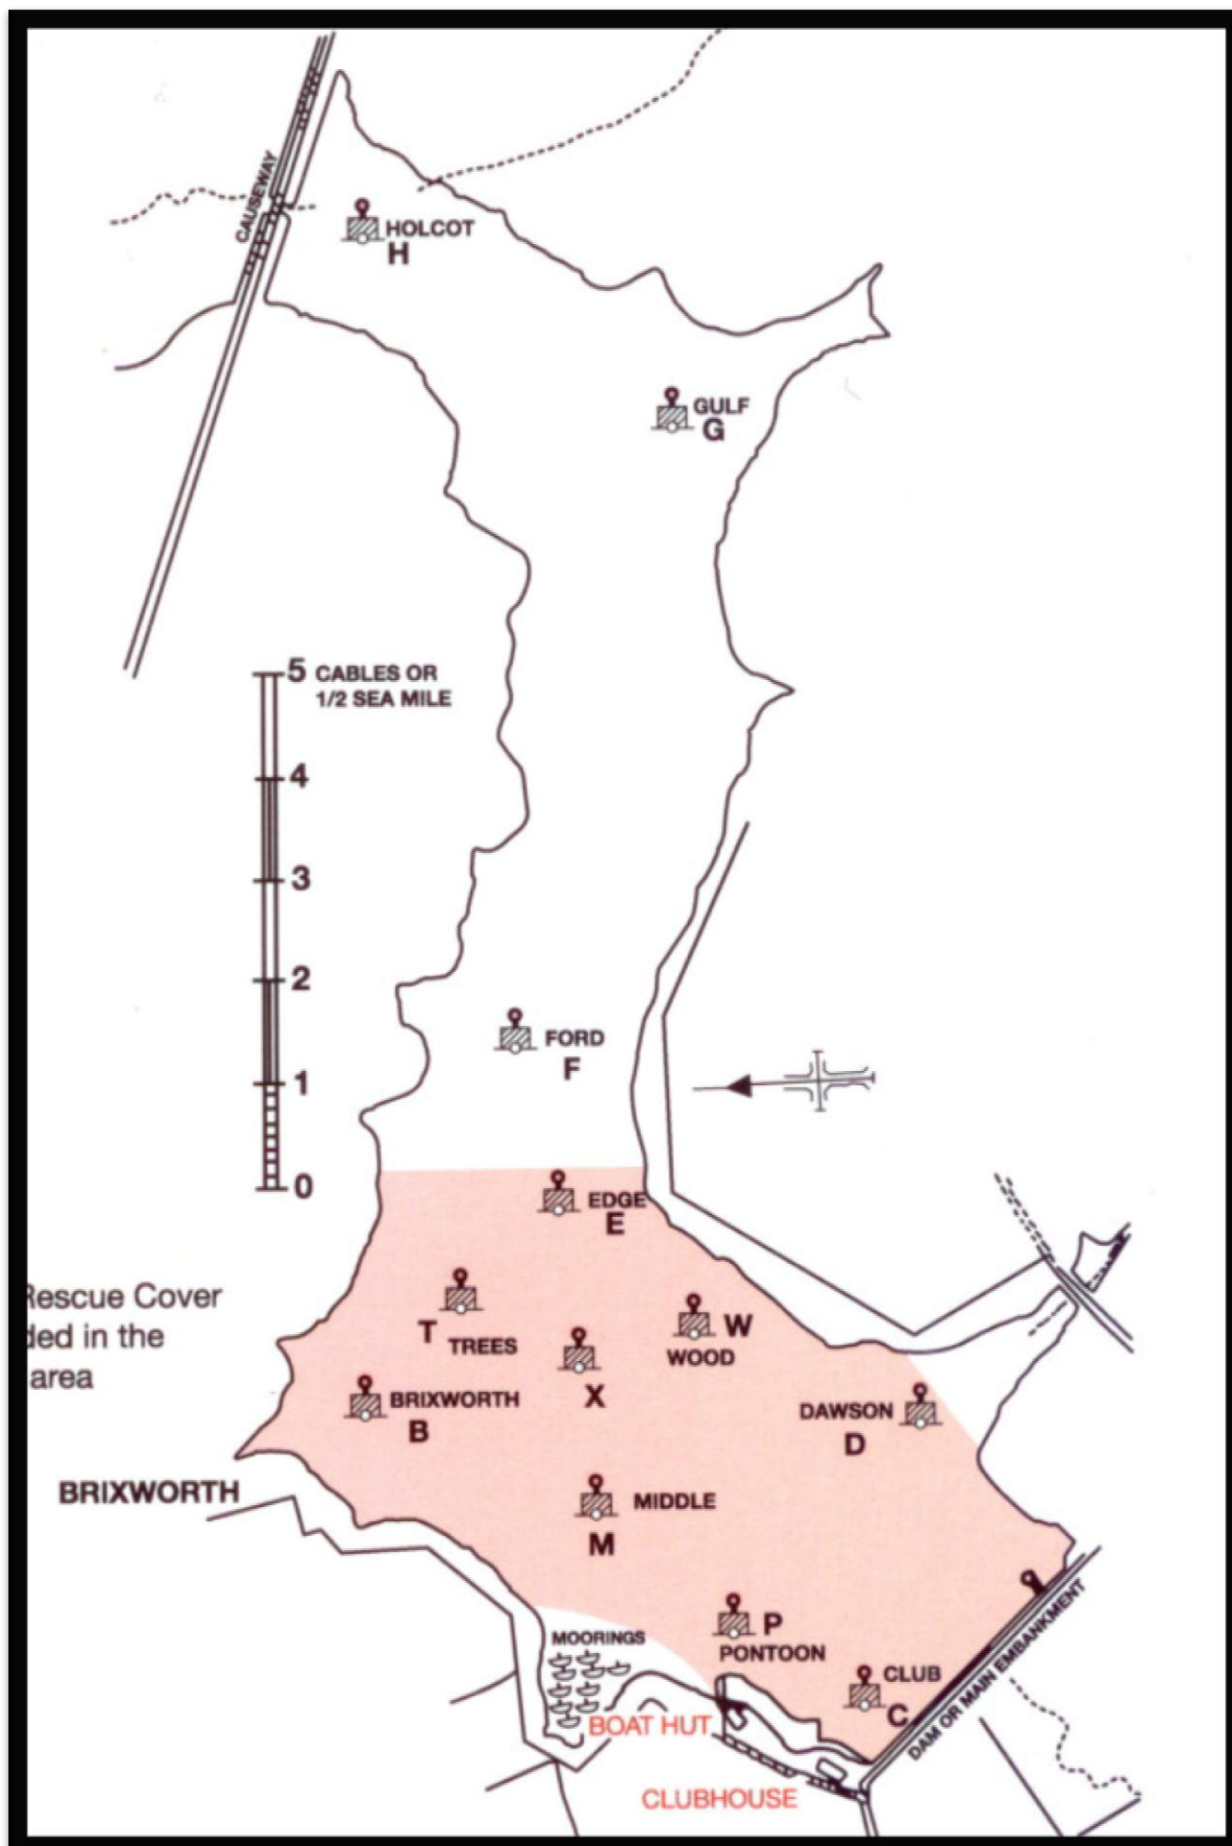 CAUSEWAY
HOLCOT
H
GULF
G
5 CABLES OR
1/2 SEA MILE
4
3
2
1
0
FORD
F
EDGE
E
Rescue Cover
ded in the
area
T TREES
W
WOOD
X
BRIXWORTH
B
DAWSON
D
BRIXWORTH
MIDDLE
M
P
PONTOON
MOORINGS
CLUB
C
DAM OR MAIN EMBANKMENT
BOAT HUT
CLUBHOUSE